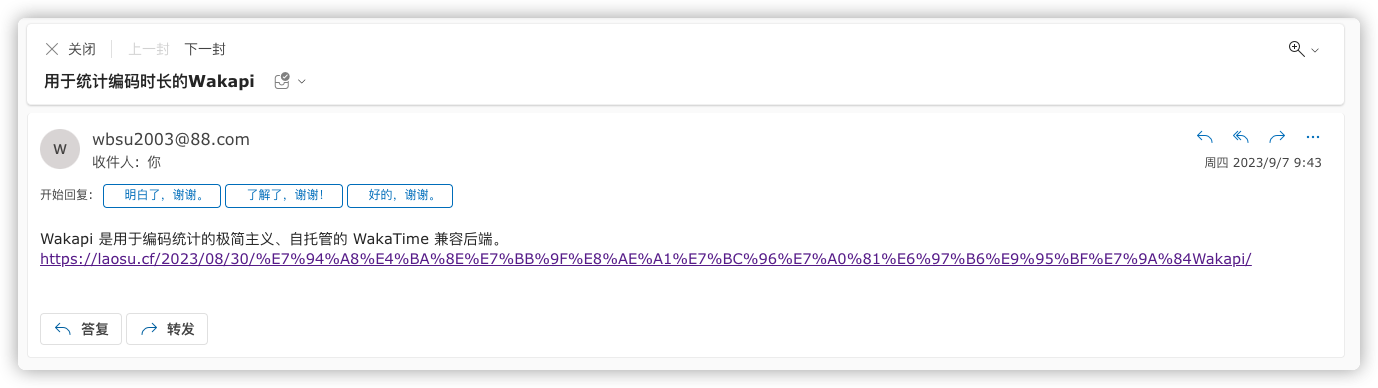 关闭 上一封 下一封
用于统计编码时长的Wakapi
W
wbsu2003@88.com
收件人：你
周四 2023/9/7 9:43
开始回复： 明白了，谢谢。 了解了，谢谢！ 好的，谢谢。
Wakapi 是用于编码统计的极简主义、自托管的 WakaTime 兼容后端。
https://laosu.cf/2023/08/30/%E7%94%A8%E4%BA%8E%E7%BB%9F%E8%AE%A1%E7%BC%96%E7%A0%81%E6%97%B6%E9%95%BF%E7%9A%84Wakapi/
答复 转发